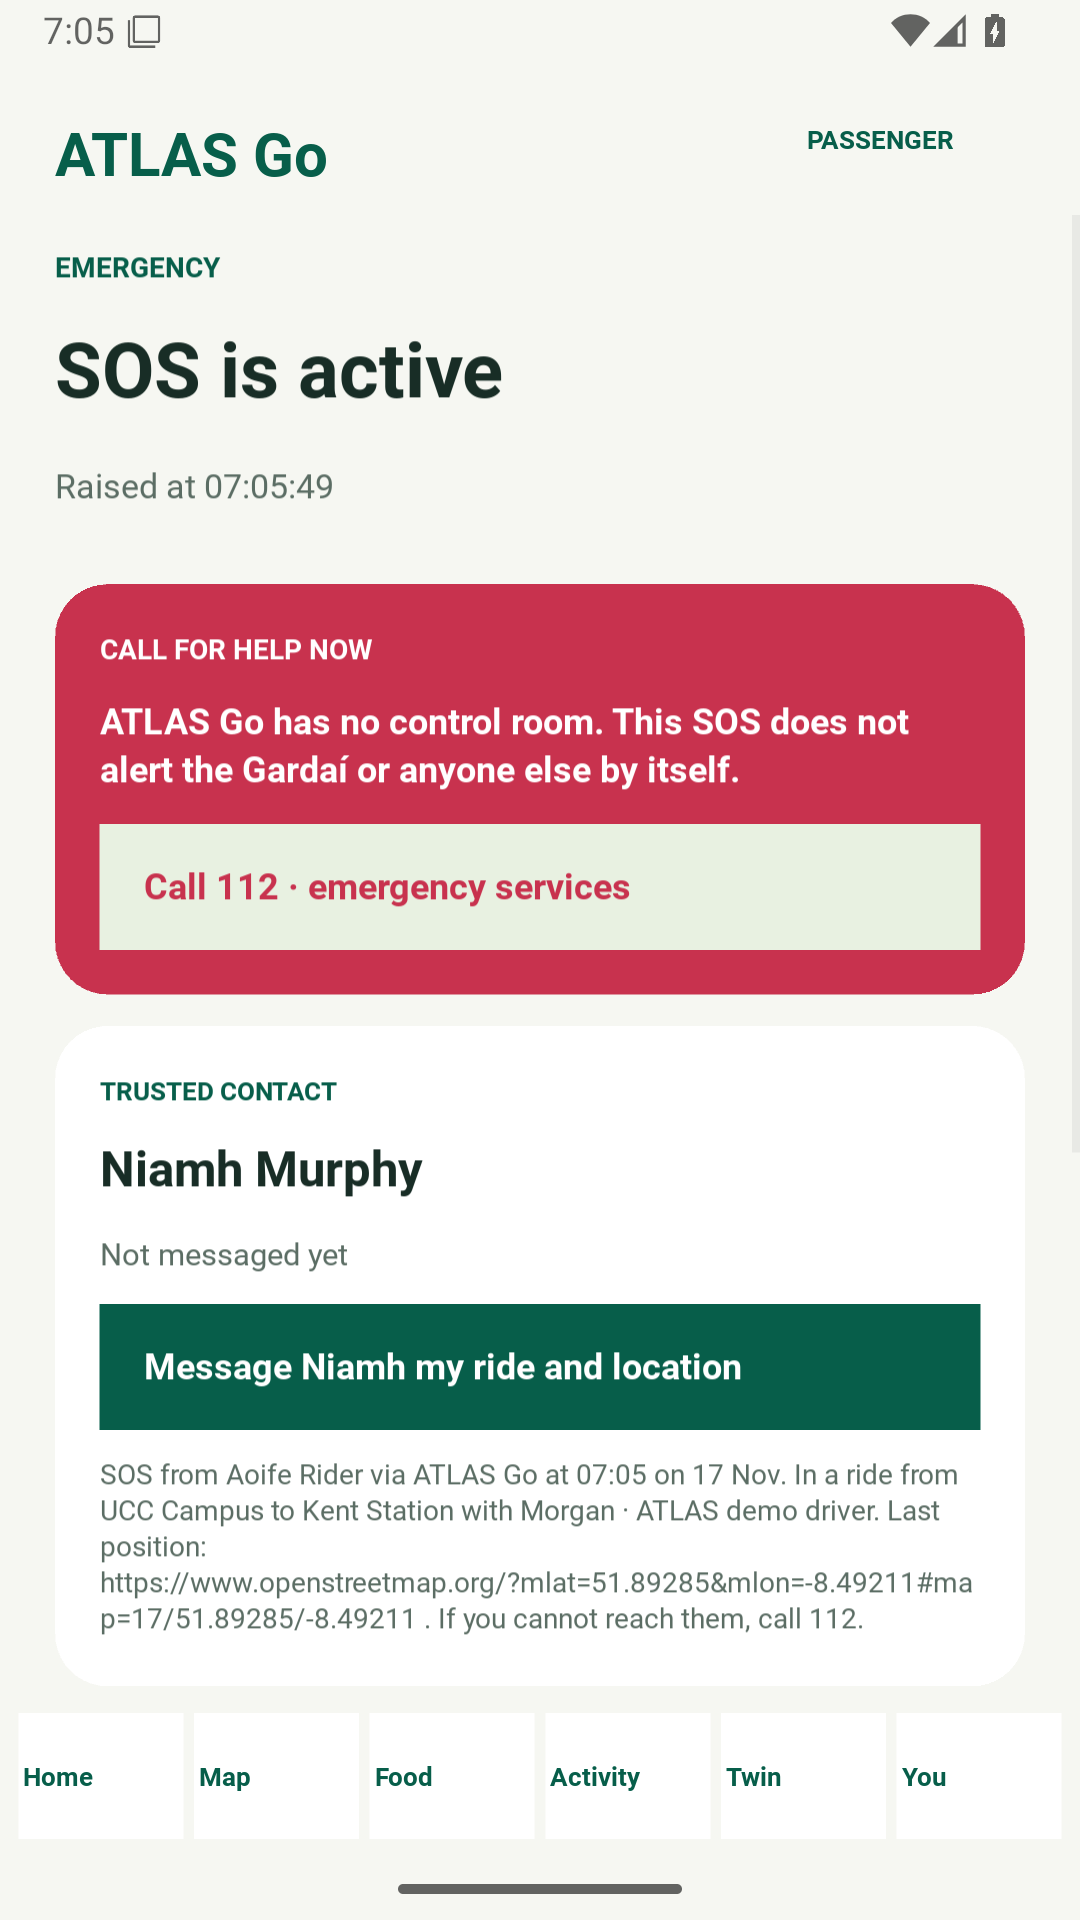 7:05
ATLAS Go
PASSENGER
EMERGENCY
SOS is active
Raised at 07:05:49
CALL FOR HELP NOW
ATLAS Go has no control room. This SOS does not
alert the Gardaí or anyone else by itself.
Call 112 · emergency services
TRUSTED CONTACT
Niamh Murphy
Not messaged yet
Message Niamh my ride and location
SOS from Aoife Rider via ATLAS Go at 07:05 on 17 Nov. In a ride from
UCC Campus to Kent Station with Morgan · ATLAS demo driver. Last
position:
https://www.openstreetmap.org/?mlat=51.89285&mlon=-8.49211#ma
p=17/51.89285/-8.49211 . If you cannot reach them, call 112.
Home
Map
Food
Activity
Twin
You